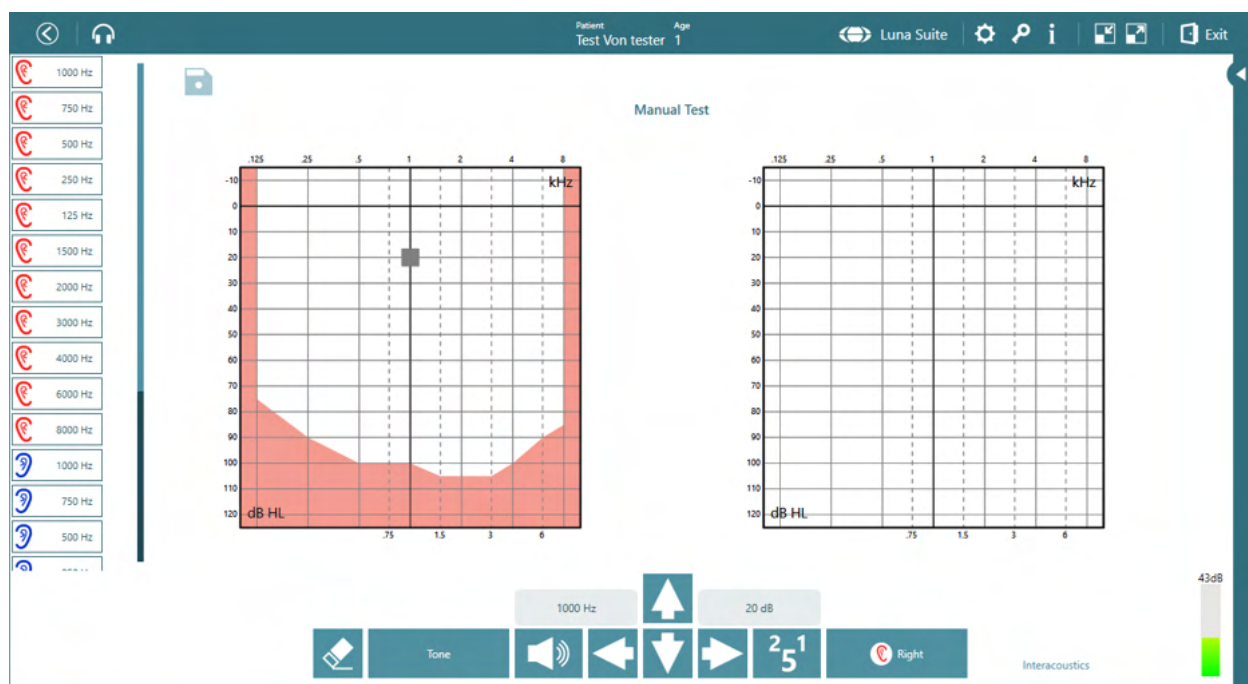 Patient Age
Test Von tester 1
Luna Suite
i
Exit
1000 Hz
750 Hz
500 Hz
250 Hz
125 Hz
1500 Hz
2000 Hz
3000 Hz
4000 Hz
6000 Hz
8000 Hz
1000 Hz
750 Hz
500 Hz
Manual Test
.125 .25 .5 1 2 4 8
kHz
-10
0
10
20
30
40
50
60
70
80
90
100
110
120
dB HL
.75 1.5 3 6
.125 .25 .5 1 2 4 8
kHz
-10
0
10
20
30
40
50
60
70
80
90
100
110
120
dB HL
.75 1.5 3 6
43dB
1000 Hz
20 dB
Tone
2 5 1
Right
Interacoustics